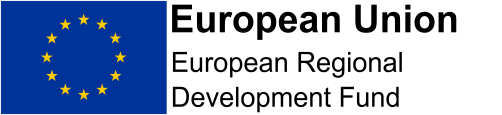 European Union
European Regional
Development Fund